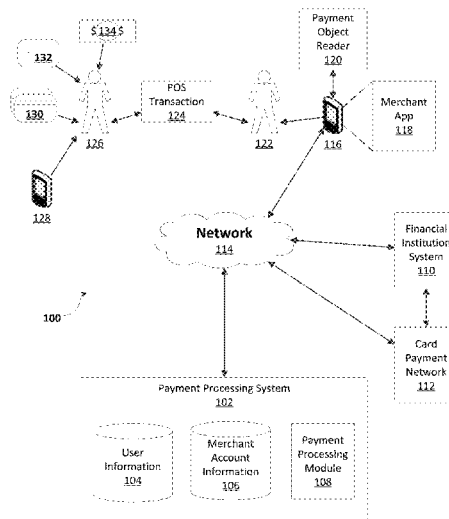 $ 134 $
132
130
128
126
POS
Transaction
124
122
Payment
Object
Reader
120
116
Merchant
App
118
Network
114
Financial
Institution
System
110
Card
Payment
Network
112
100
Payment Processing System
102
User
Information
104
Merchant
Account
Information
106
Payment
Processing
Module
108